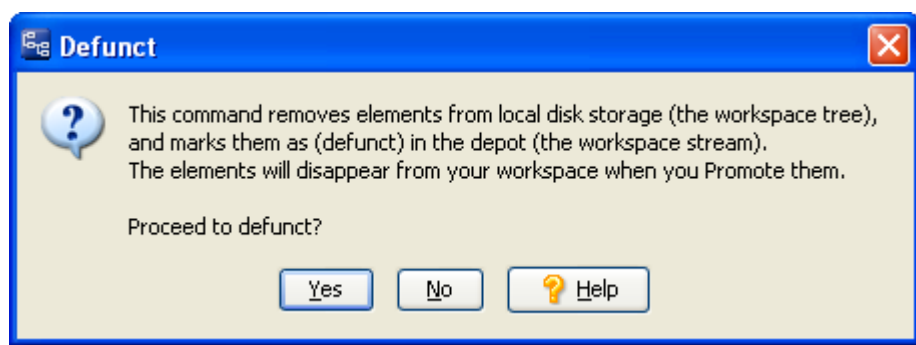 Defunct
This command removes elements from local disk storage (the workspace tree),
and marks them as (defunct) in the depot (the workspace stream).
The elements will disappear from your workspace when you Promote them.
Proceed to defunct?
Yes No Help